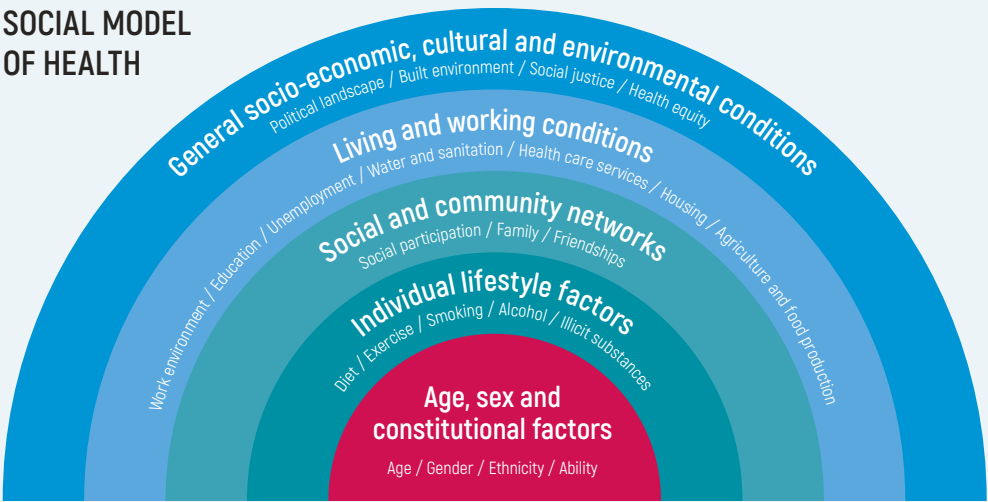 SOCIAL MODEL
OF HEALTH
General socio-economic, cultural and environmental conditions
Political landscape / Built environment / Social justice / Health equity
Living and working conditions
Work environment / Education / Unemployment / Water and sanitation / Health care services / Housing / Agriculture and food production
Social and community networks
Social participation / Family / Friendships
Individual lifestyle factors
Diet / Exercise / Smoking / Alcohol / Illicit substances
Age, sex and
constitutional factors
Age / Gender / Ethnicity / Ability